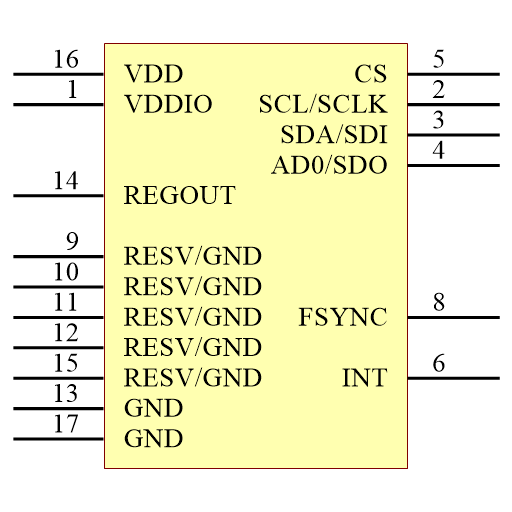 16 VDD CS 5
1 VDDIO SCL/SCLK 2
SDA/SDI 3
AD0/SDO 4
14 REGOUT
9 RESV/GND
10 RESV/GND
11 RESV/GND FSYNC 8
12 RESV/GND
15 RESV/GND INT 6
13 GND
17 GND